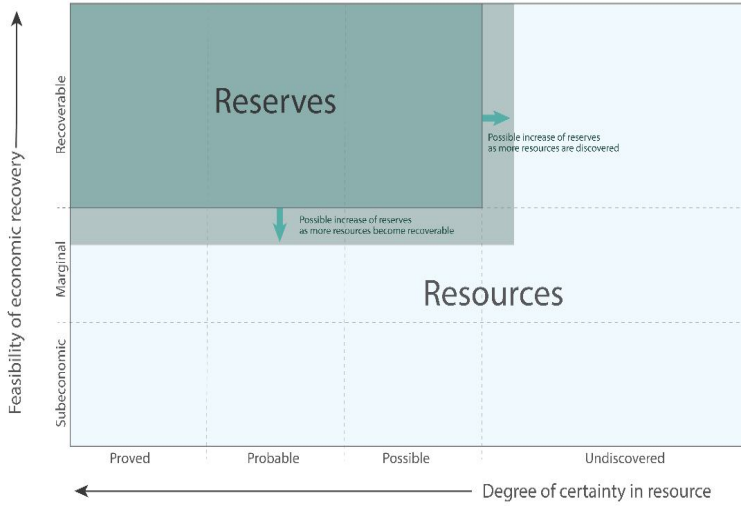 Feasibility of economic recovery
Recoverable
Marginal
Subeconomic
Reserves
Possible increase of reserves
as more resources are discovered
Possible increase of reserves
as more resources become recoverable
Resources
Proved
Probable
Possible
Undiscovered
Degree of certainty in resource